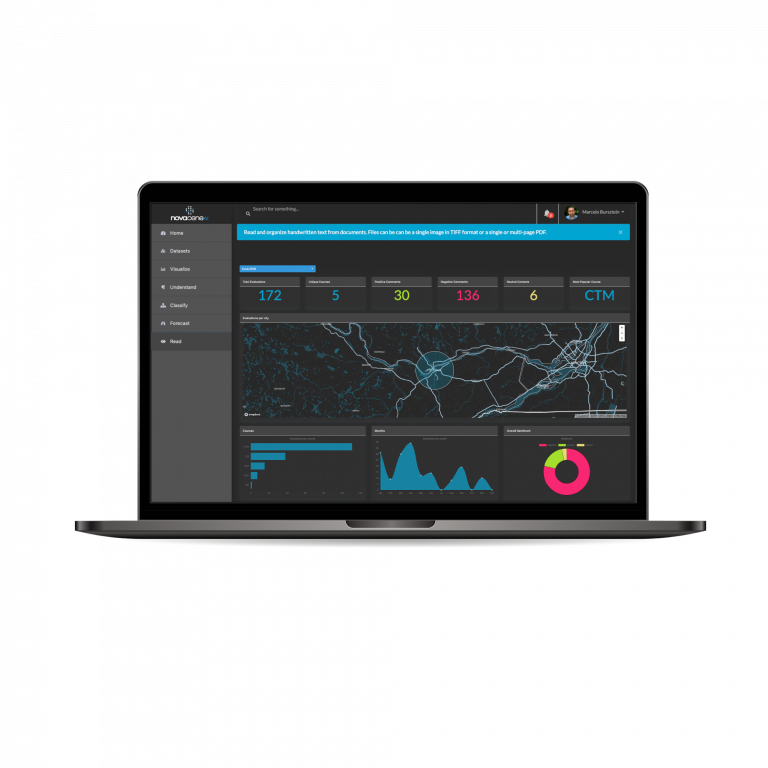 novacene
Search for something...
Marcelo Bursztein
Home
Datasets
Visualize
Understand
Classify
Forecast
Read
Read and organize handwritten text from documents. Files can be can be a single image in TIFF format or a single or multi-page PDF.
Total Evaluations
Unique Courses
Positive Comments
Negative Comments
Neutral Comments
Most Popular Course
172
5
30
136
6
CTM
Evaluations per city
Courses
Months
Overall Sentiment